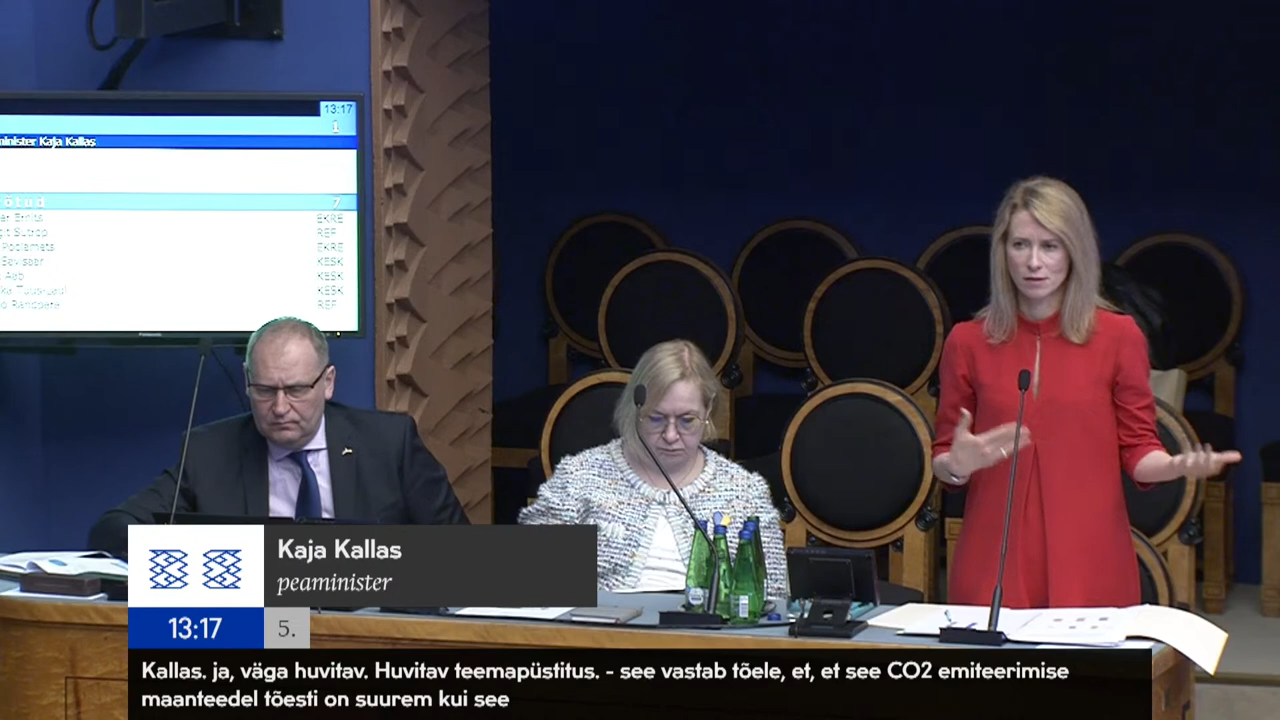 13:17
1
minister Kaja Kallas
7
EKRE
REF
EKRE
KESK
KESK
KESK
REF
Kaja Kallas
peaminister
13:17
5.
Kallas. ja, väga huvitav. Huvitav teemapüstitus. - see vastab tõele, et, et see CO2 emiteerimise
maanteedel tõesti on suurem kui see